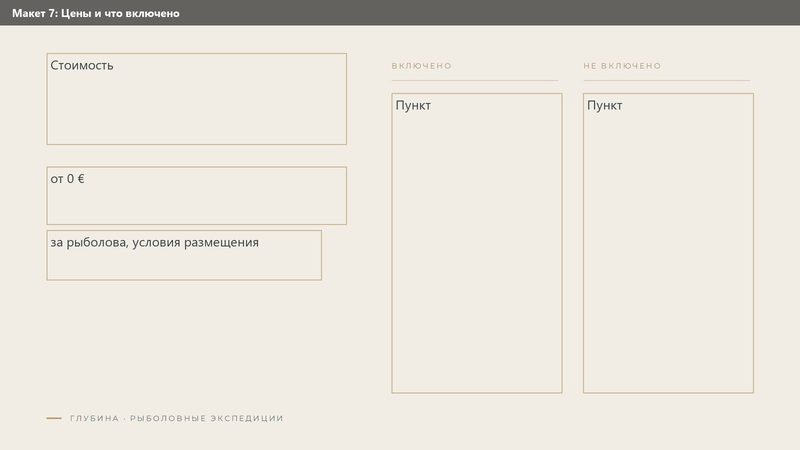 Макет 7: Цены и что включено
Стоимость
от 0 €
за рыболова, условия размещения
ВКЛЮЧЕНО
Пункт
НЕ ВКЛЮЧЕНО
Пункт
ГЛУБИНА · РЫБОЛОВНЫЕ ЭКСПЕДИЦИИ